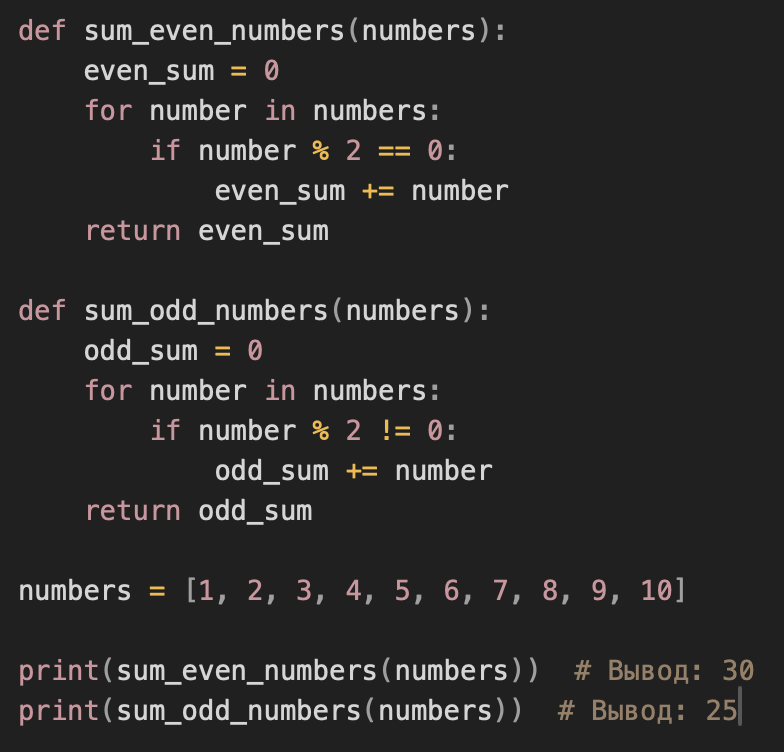 def sum_even_numbers(numbers):
    even_sum = 0
    for number in numbers:
        if number % 2 == 0:
            even_sum += number
    return even_sum

def sum_odd_numbers(numbers):
    odd_sum = 0
    for number in numbers:
        if number % 2 != 0:
            odd_sum += number
    return odd_sum

numbers = [1, 2, 3, 4, 5, 6, 7, 8, 9, 10]

print(sum_even_numbers(numbers))  # Вывод: 30
print(sum_odd_numbers(numbers))  # Вывод: 25